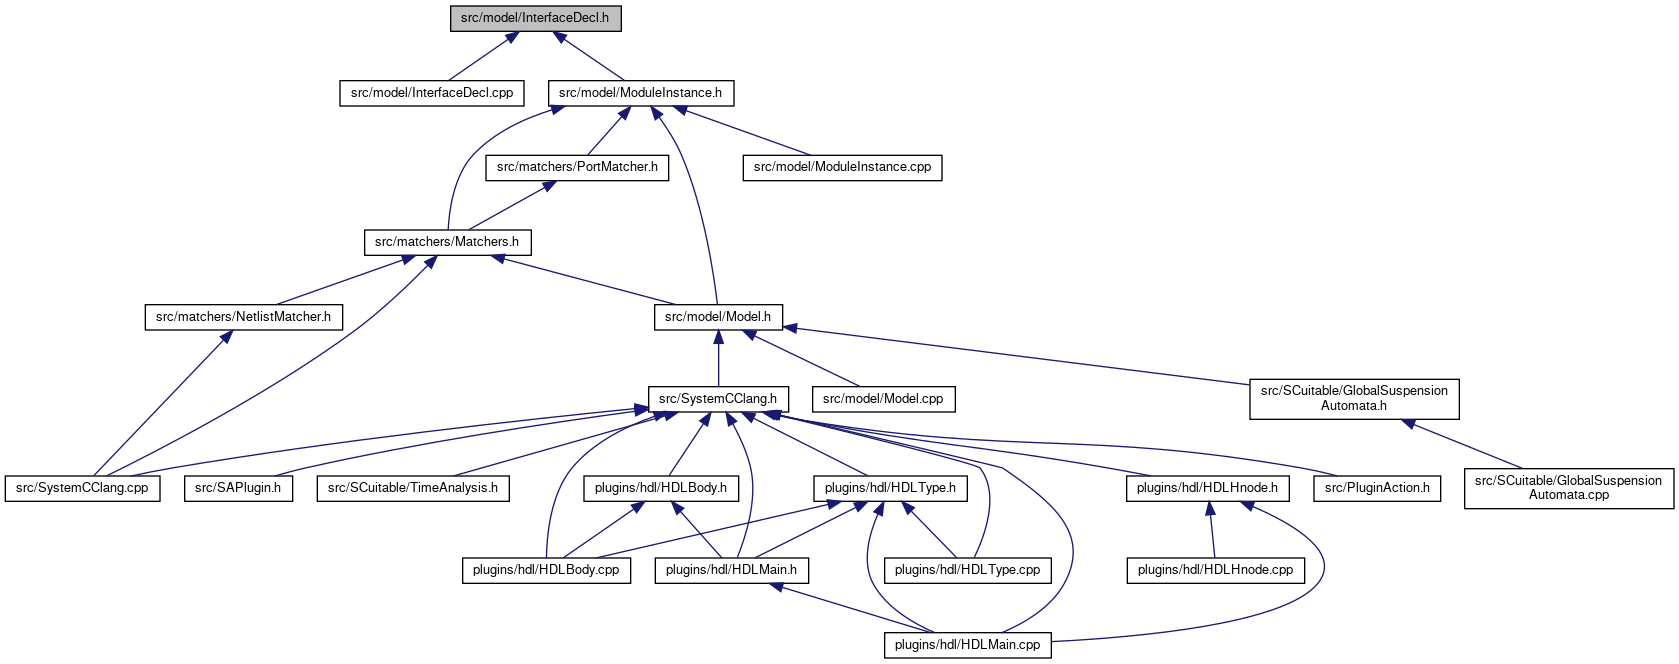 src/model/InterfaceDecl.h
src/model/InterfaceDecl.cpp
src/model/ModuleInstance.h
src/matchers/PortMatcher.h
src/model/ModuleInstance.cpp
src/matchers/Matchers.h
src/matchers/NetlistMatcher.h
src/model/Model.h
src/SystemCClang.h
src/model/Model.cpp
src/SCuitable/GlobalSuspension
Automata.h
src/SystemCClang.cpp
src/SAPlugin.h
src/SCuitable/TimeAnalysis.h
plugins/hdl/HDLBody.h
plugins/hdl/HDLType.h
plugins/hdl/HDLHnode.h
src/PluginAction.h
src/SCuitable/GlobalSuspension
Automata.cpp
plugins/hdl/HDLBody.cpp
plugins/hdl/HDLMain.h
plugins/hdl/HDLType.cpp
plugins/hdl/HDLHnode.cpp
plugins/hdl/HDLMain.cpp